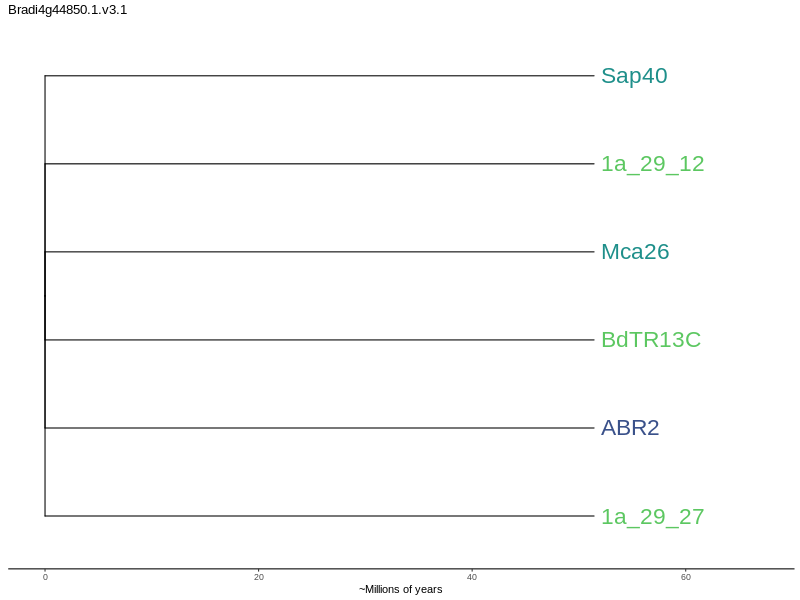 Bradi4g44850.1.v3.1
Sap40
1a_29_12
Mca26
BdTR13C
ABR2
1a_29_27
0 20 40 60
~Millions of years